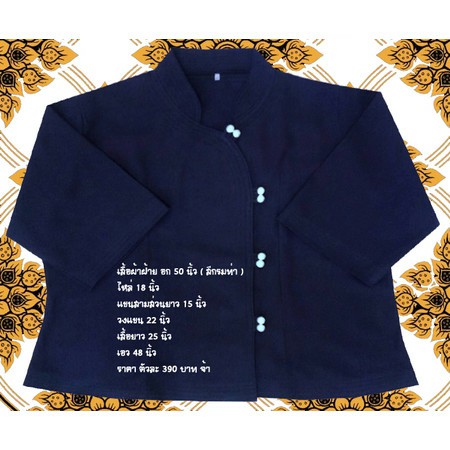 เสื้อผ้าฝ้าย อก 50 นิ้ว ( สีกรมท่า )
ไหล่ 18 นิ้ว
แขนสามส่วนยาว 15 นิ้ว
วงแขน 22 นิ้ว
เสื้อยาว 25 นิ้ว
เอว 48 นิ้ว
ราคา ตัวละ 390 บาท จ้า